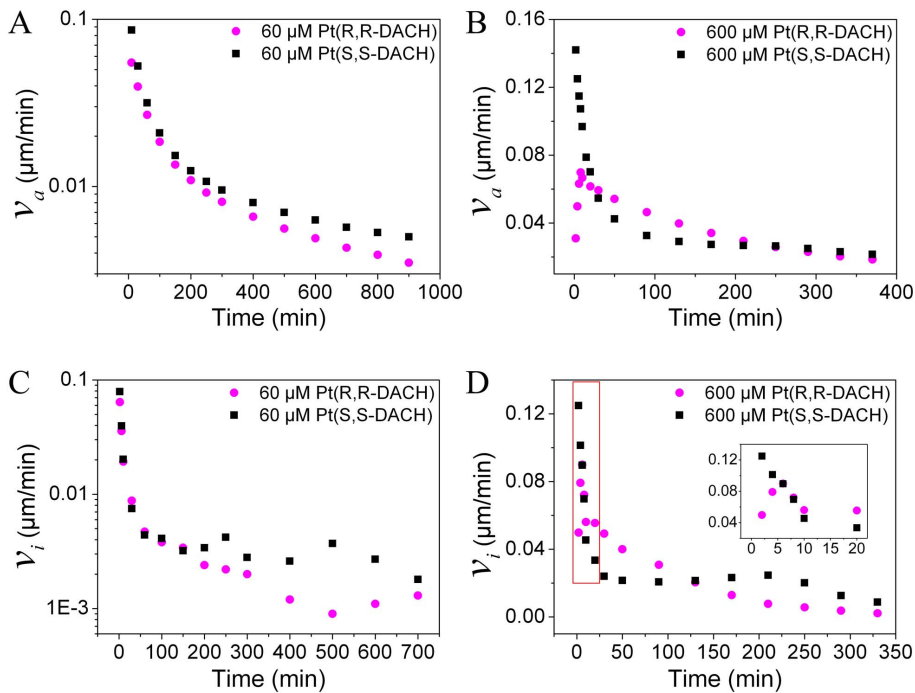 A
0.1
0.01
𝑣a (µm/min)
60 µM Pt(R,R-DACH)
60 µM Pt(S,S-DACH)
0 200 400 600 800 1000
Time (min)
B
0.16
0.12
0.08
0.04
𝑣a (µm/min)
600 µM Pt(R,R-DACH)
600 µM Pt(S,S-DACH)
0 100 200 300 400
Time (min)
C
0.1
0.01
1E-3
𝑣i (µm/min)
60 µM Pt(R,R-DACH)
60 µM Pt(S,S-DACH)
0 100 200 300 400 500 600 700
Time (min)
D
0.12
0.08
0.04
0.00
𝑣i (µm/min)
600 µM Pt(R,R-DACH)
600 µM Pt(S,S-DACH)
0.12
0.08
0.04
0 5 10 15 20
0 50 100 150 200 250 300 350
Time (min)